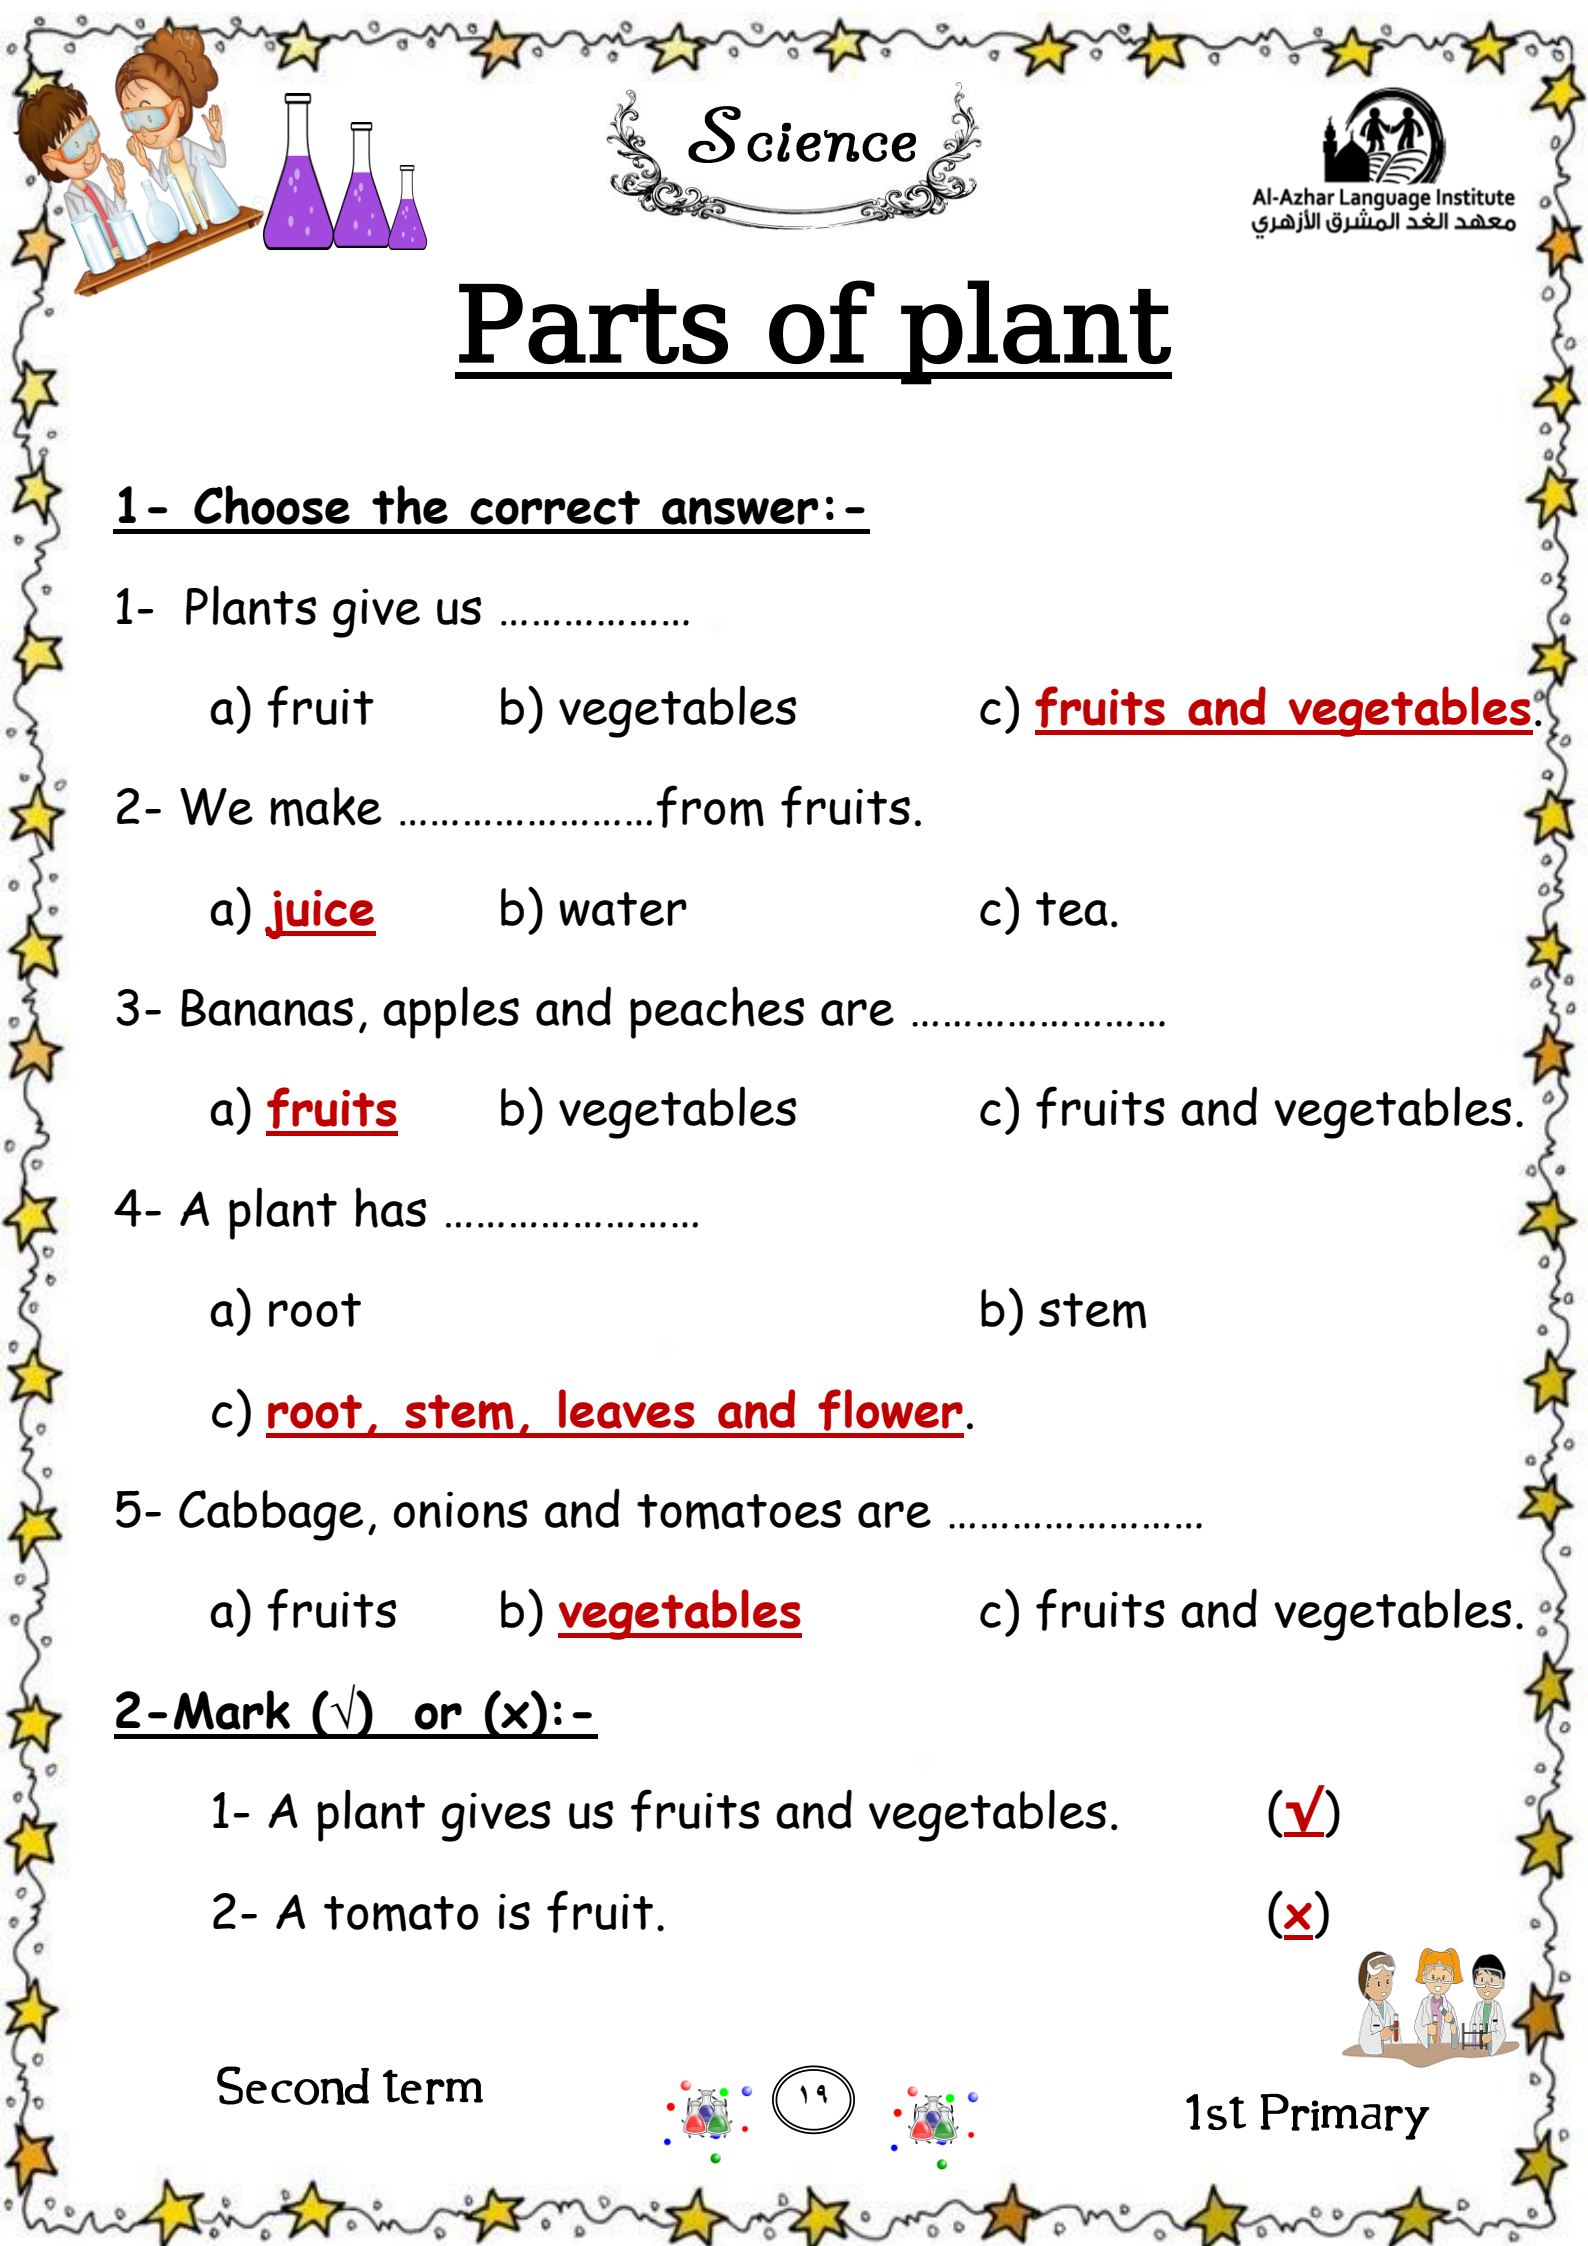 Science
Al-Azhar Language Institute
معهد الغد المشرق الأزهري
Parts of plant
1- Choose the correct answer:-
1- Plants give us ………………
a) fruit b) vegetables c) fruits and vegetables.
2- We make ……………………from fruits.
a) juice b) water c) tea.
3- Bananas, apples and peaches are ……………………
a) fruits b) vegetables c) fruits and vegetables.
4- A plant has ……………………
a) root b) stem
c) root, stem, leaves and flower.
5- Cabbage, onions and tomatoes are ……………………
a) fruits b) vegetables c) fruits and vegetables.
2-Mark (√) or (x):-
1- A plant gives us fruits and vegetables. (√)
2- A tomato is fruit. (x)
Second term
١٩
1st Primary